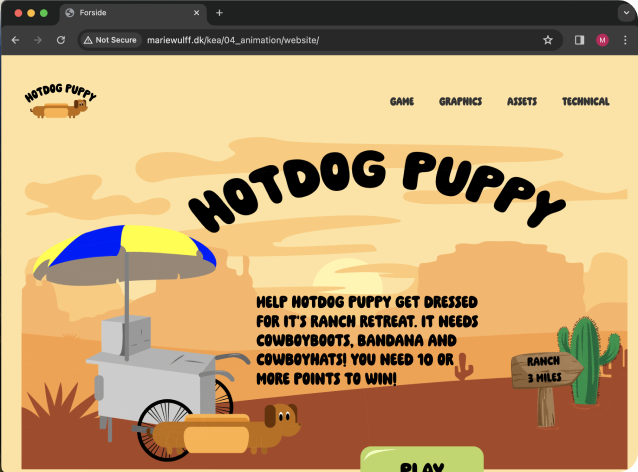 Forside
Not Secure
mariewulff.dk/kea/04_animation/website/
M
HOTDOG PUPPY
GAME
GRAPHICS
ASSETS
TECHNICAL
HOTDOG PUPPY
HELP HOTDOG PUPPY GET DRESSED
FOR IT'S RANCH RETREAT. IT NEEDS
COWBOYBOOTS, BANDANA AND
COWBOYHATS! YOU NEED 10 OR
MORE POINTS TO WIN!
RANCH
3 MILES
PLAY